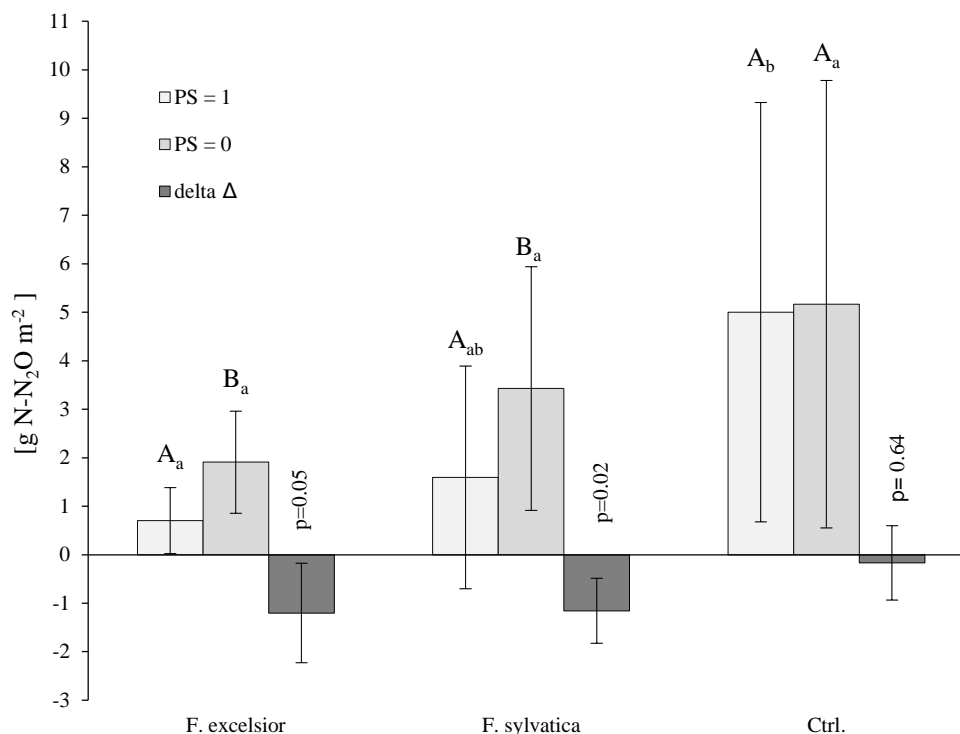 11
10
9
8
7
6
5
4
3
2
1
0
-1
-2
-3
[g N-N₂O m⁻² ]
PS = 1
PS = 0
delta Δ
Aₐ
Bₐ
p=0.05
Aₐb
Bₐ
p=0.02
Ab
Aₐ
p= 0.64
F. excelsior
F. sylvatica
Ctrl.